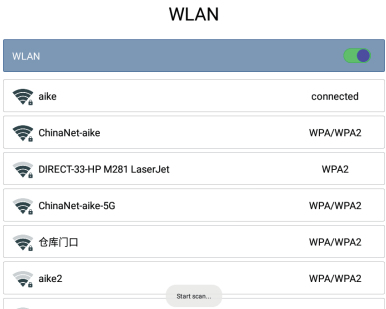 WLAN
WLAN
aike connected
ChinaNet-aike WPA/WPA2
DIRECT-33-HP M281 LaserJet WPA2
ChinaNet-aike-5G WPA/WPA2
仓库门口 WPA/WPA2
aike2 WPA/WPA2
Start scan...